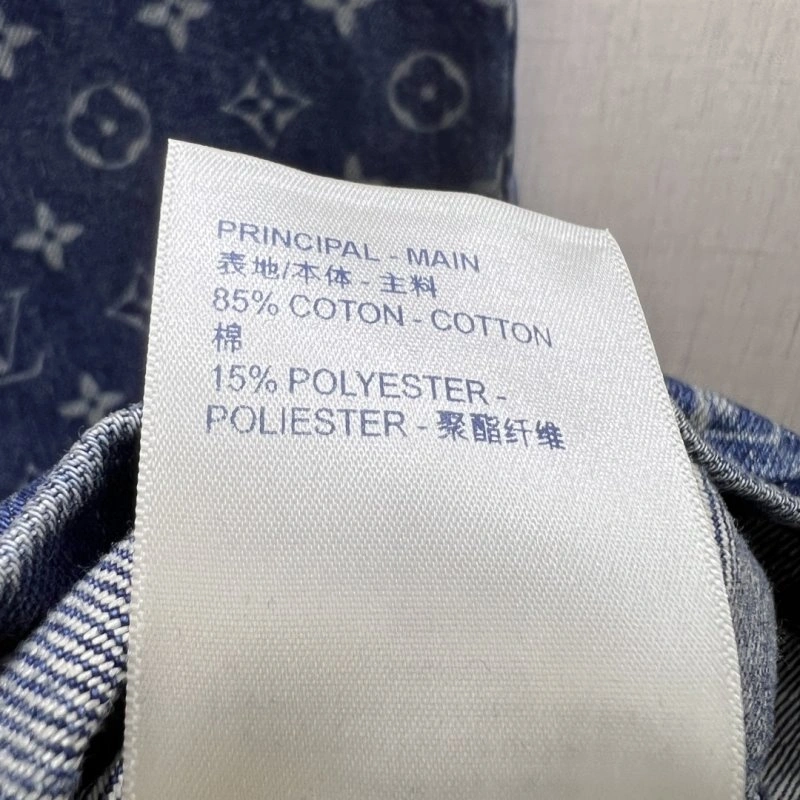 PRINCIPAL - MAIN
表地/本体 - 主料
85% COTON - COTTON
棉
15% POLYESTER -
POLIESTER - 聚酯纤维